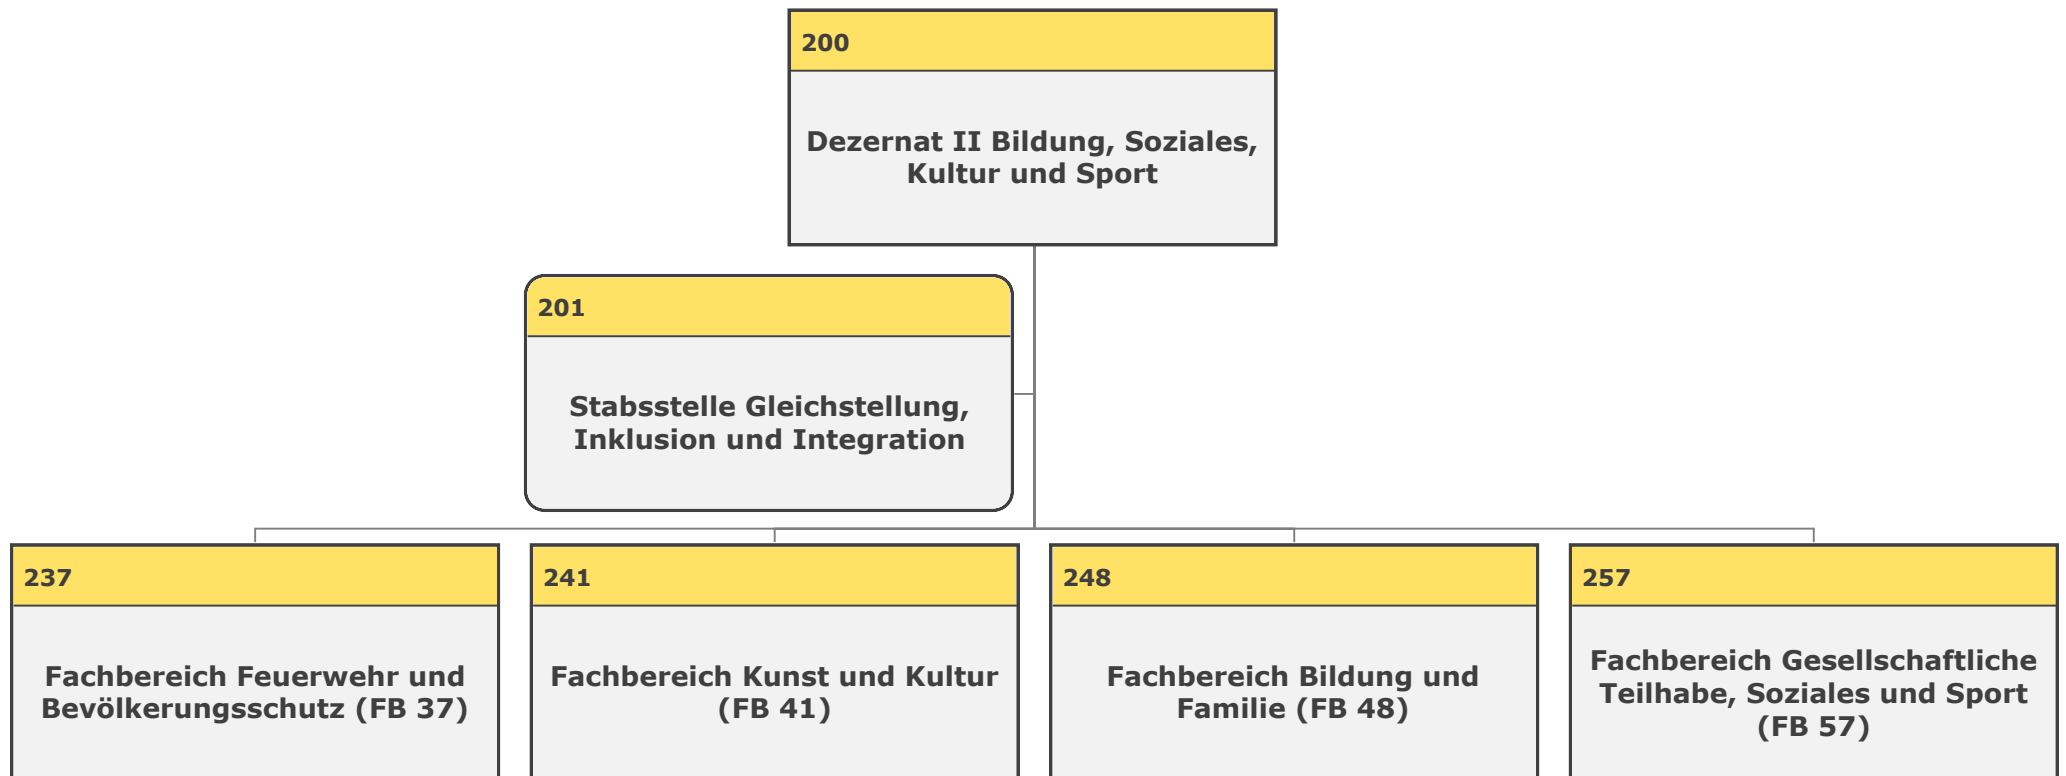 200
Dezernat II Bildung, Soziales,
Kultur und Sport
201
Stabsstelle Gleichstellung,
Inklusion und Integration
237
Fachbereich Feuerwehr und
Bevölkerungsschutz (FB 37)
241
Fachbereich Kunst und Kultur
(FB 41)
248
Fachbereich Bildung und
Familie (FB 48)
257
Fachbereich Gesellschaftliche
Teilhabe, Soziales und Sport
(FB 57)